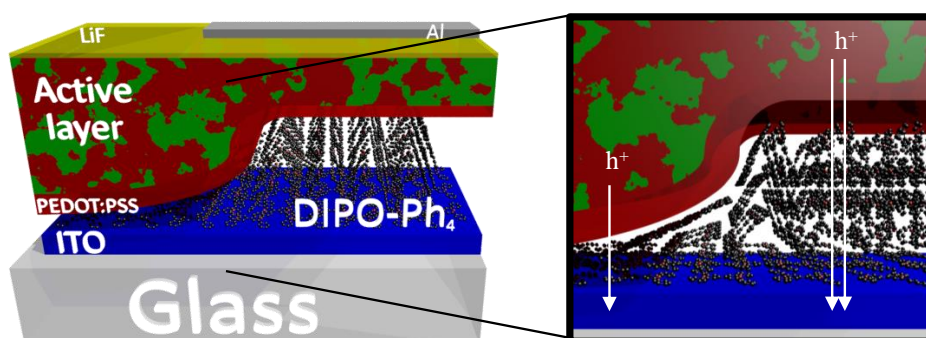 LiF
Al
Active
layer
PEDOT:PSS
ITO
DIPO-Ph₄
Glass
h⁺
h⁺